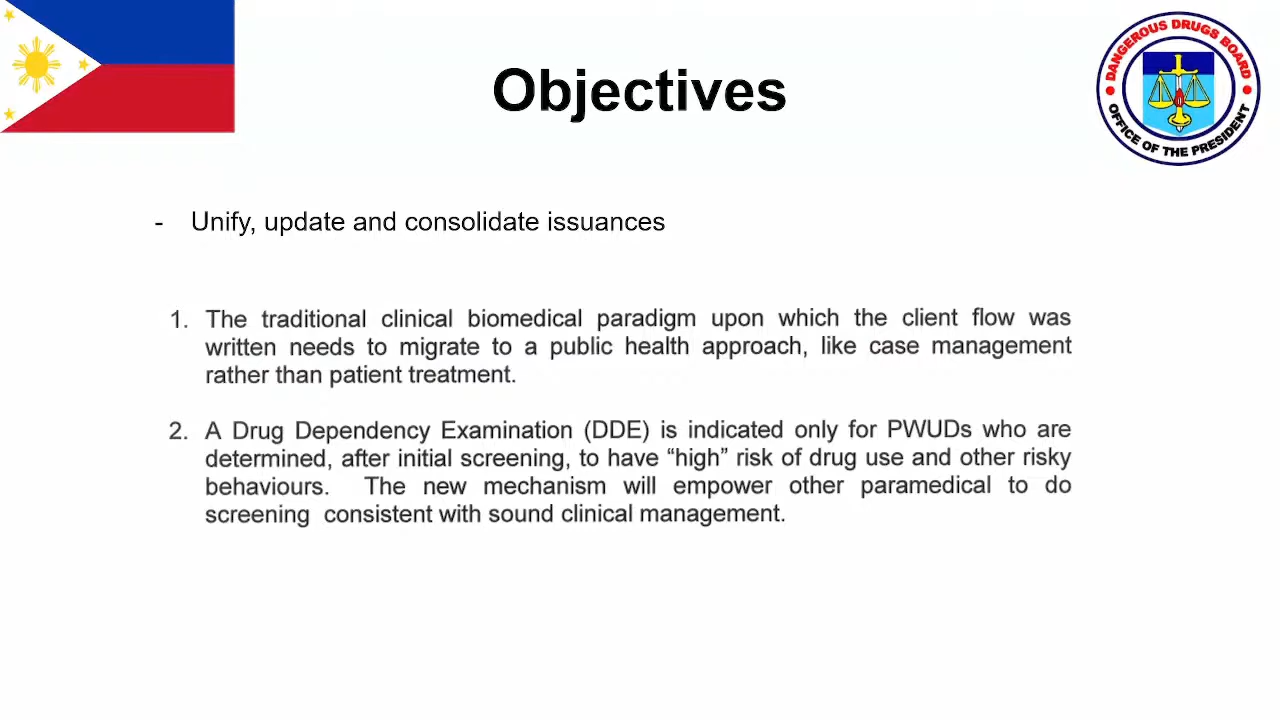 Objectives
DANGEROUS DRUGS BOARD
OFFICE OF THE PRESIDENT
- Unify, update and consolidate issuances
1. The traditional clinical biomedical paradigm upon which the client flow was
written needs to migrate to a public health approach, like case management
rather than patient treatment.
2. A Drug Dependency Examination (DDE) is indicated only for PWUDs who are
determined, after initial screening, to have “high” risk of drug use and other risky
behaviours. The new mechanism will empower other paramedical to do
screening consistent with sound clinical management.